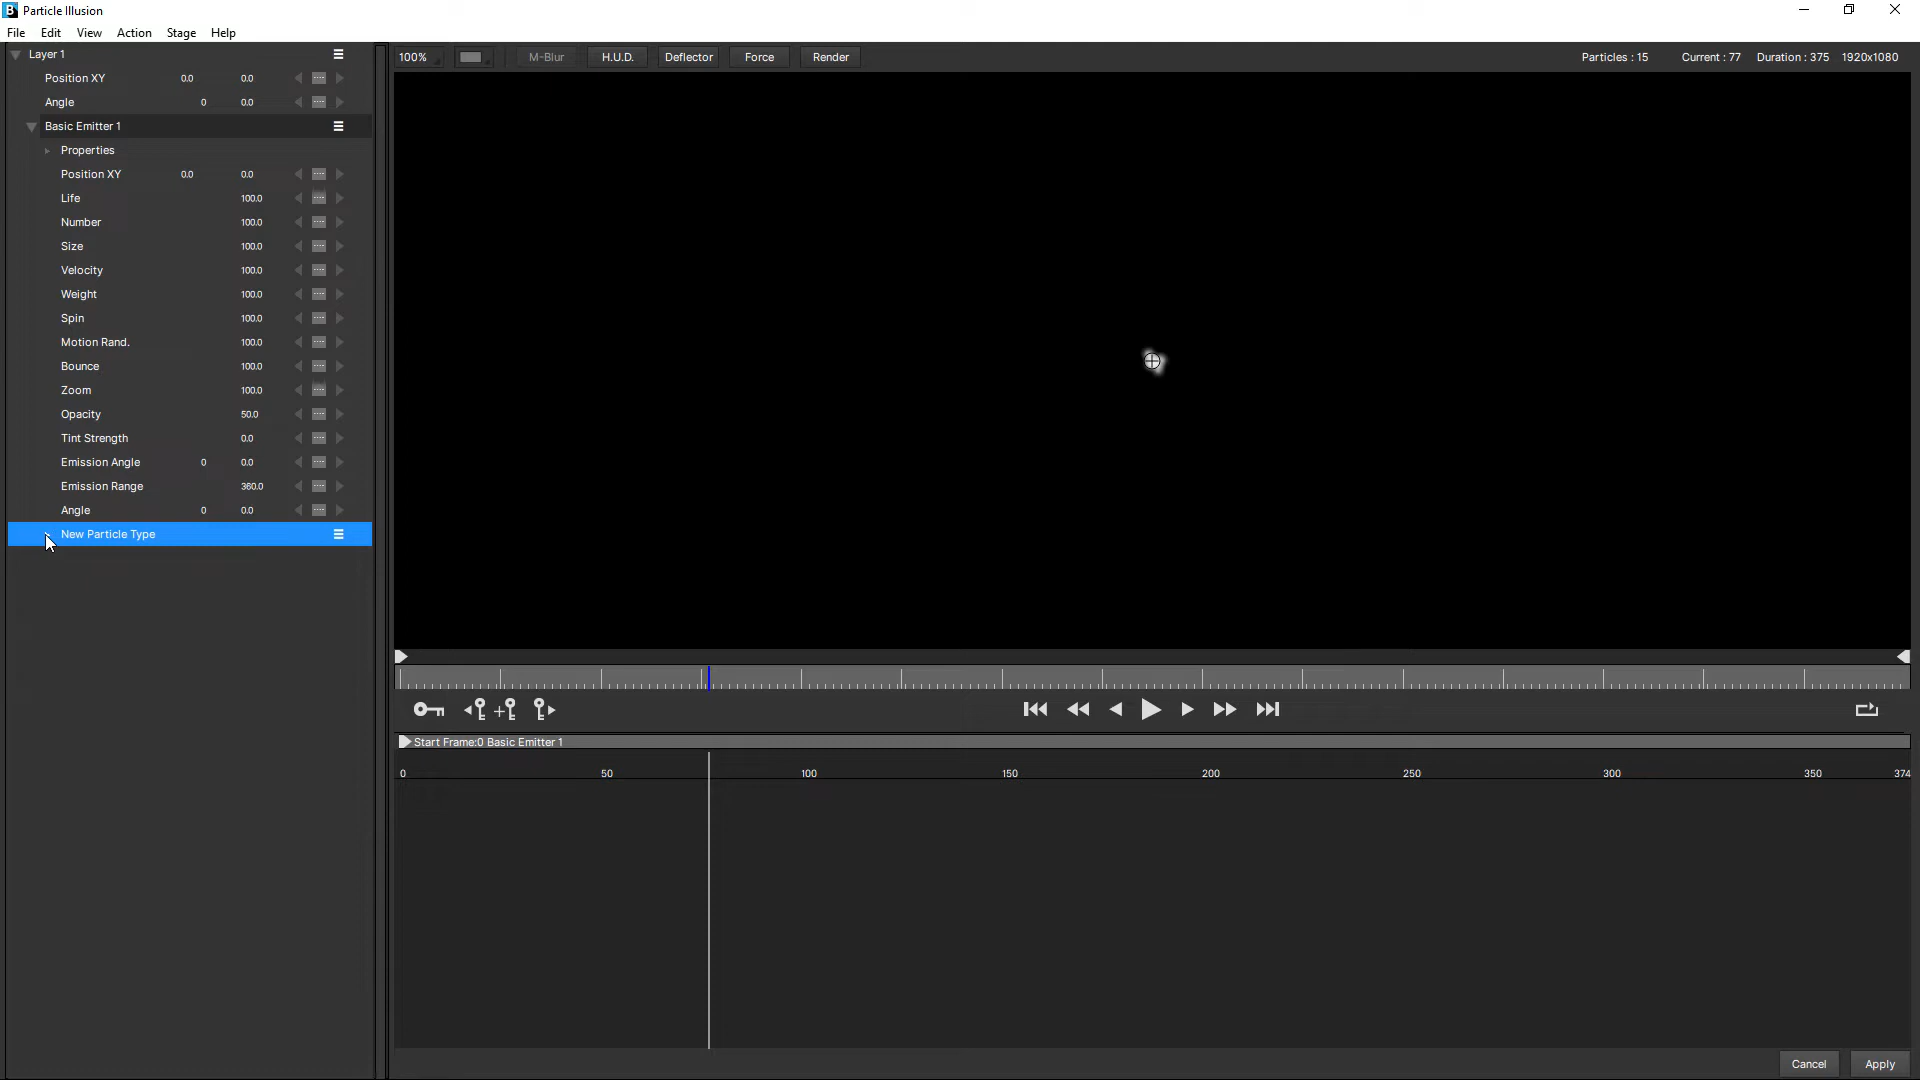 Particle Illusion
File Edit View Action Stage Help
Layer 1
100% M-Blur H.U.D. Deflector Force Render Particles : 15 Current : 77 Duration : 375 1920x1080
Position XY 0.0 0.0
Angle 0 0.0
Basic Emitter 1
Properties
Position XY 0.0 0.0
Life 100.0
Number 100.0
Size 100.0
Velocity 100.0
Weight 100.0
Spin 100.0
Motion Rand. 100.0
Bounce 100.0
Zoom 100.0
Opacity 50.0
Tint Strength 0.0
Emission Angle 0 0.0
Emission Range 360.0
Angle 0 0.0
New Particle Type
Start Frame:0 Basic Emitter 1
0 50 100 150 200 250 300 350 374
Cancel Apply